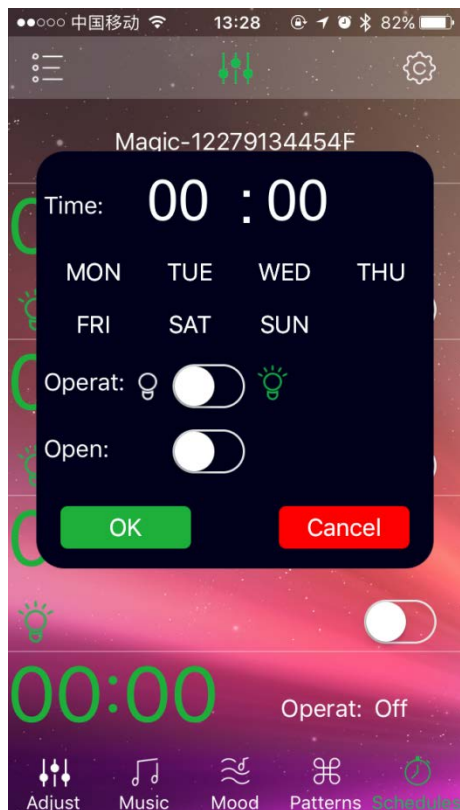 中国移动 13:28 82%
Magic-12279134454F
Time: 00 : 00
MON TUE WED THU
FRI SAT SUN
Operat:
Open:
OK Cancel
00:00 Operat: Off
Adjust Music Mood Patterns Schedules